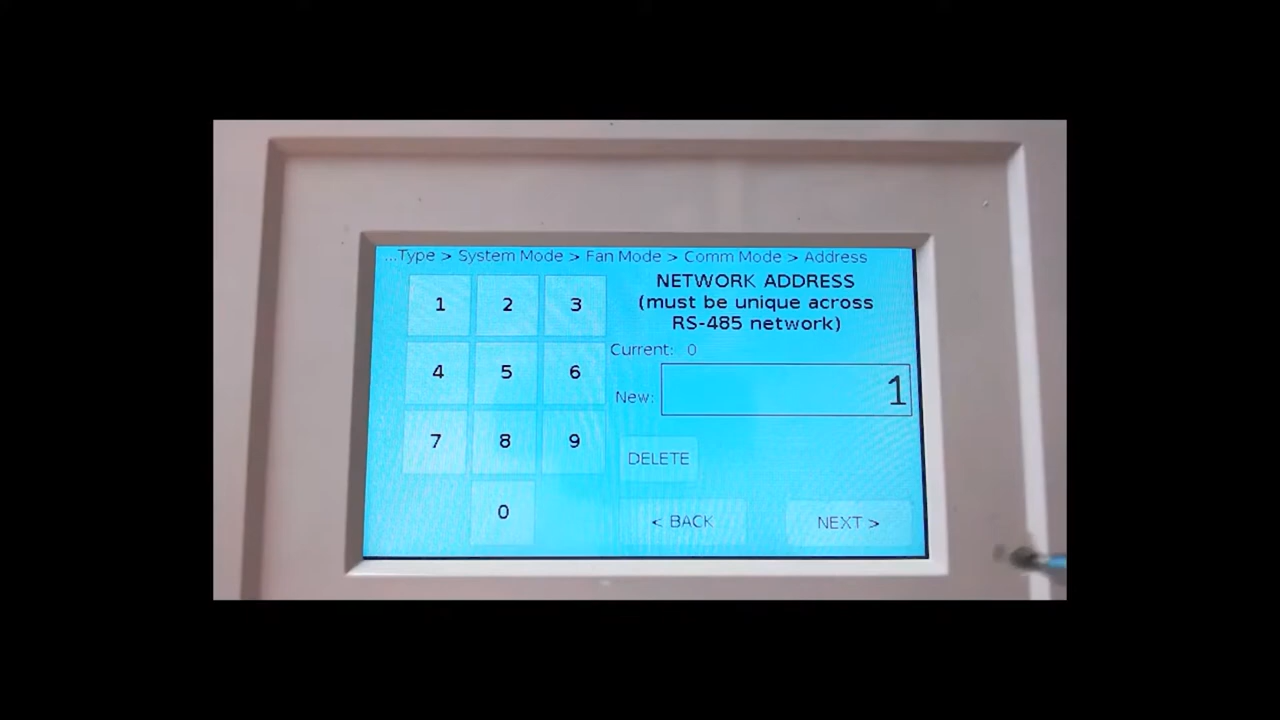 ...Type > System Mode > Fan Mode > Comm Mode > Address
NETWORK ADDRESS
(must be unique across
RS-485 network)
Current: 0
New: 1
1 2 3
4 5 6
7 8 9
0
DELETE
< BACK
NEXT >